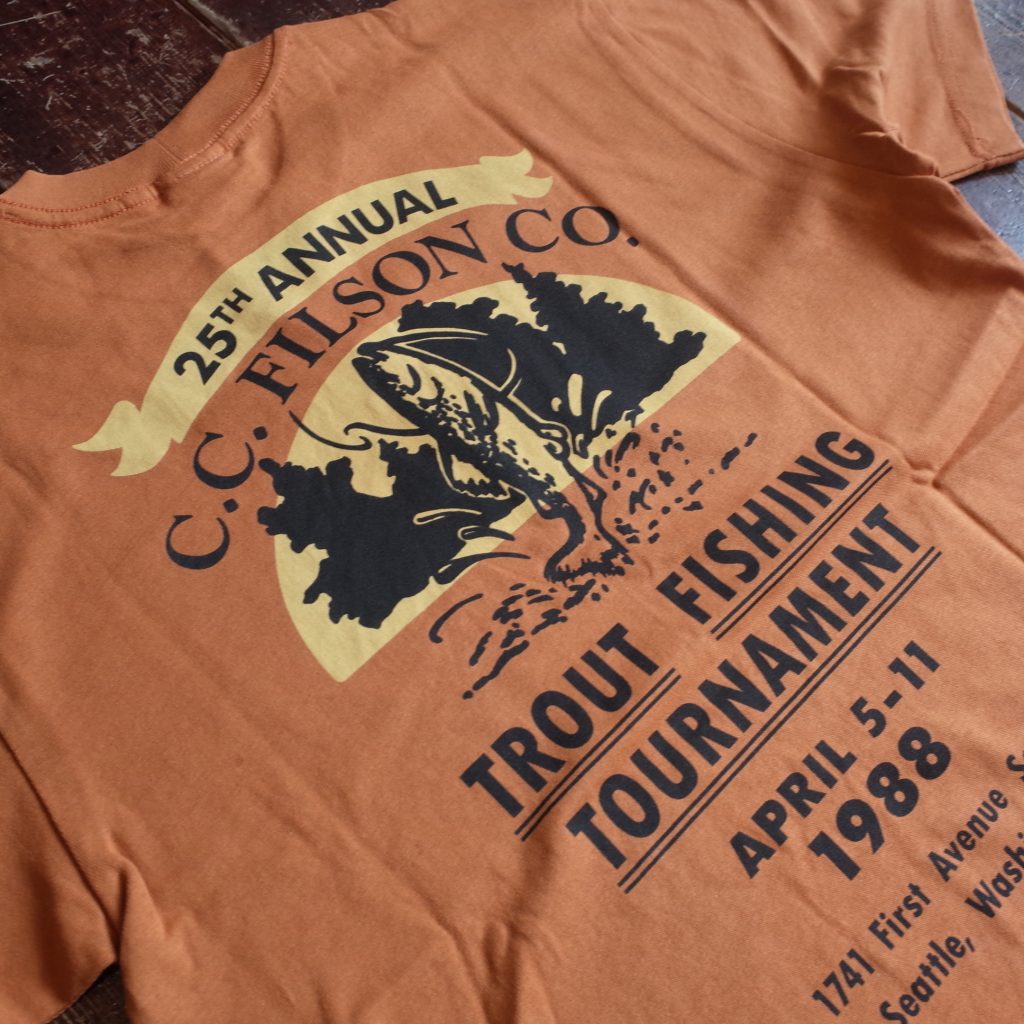 25TH ANNUAL
C.C. FILSON CO.
TROUT FISHING
TOURNAMENT
APRIL 5-11
1988
1741 First Avenue
Seattle,